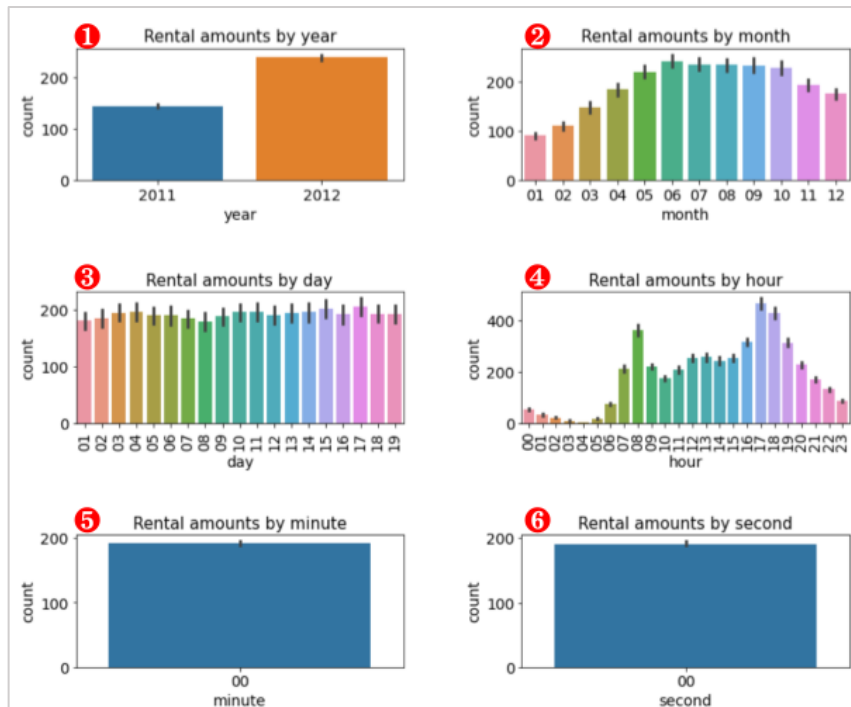 ❶ Rental amounts by year
count
200
100
0
2011 2012
year
❷ Rental amounts by month
count
200
100
0
01 02 03 04 05 06 07 08 09 10 11 12
month
❸ Rental amounts by day
count
200
100
0
01 02 03 04 05 06 07 08 09 10 11 12 13 14 15 16 17 18 19
day
❹ Rental amounts by hour
count
400
200
0
00 01 02 03 04 05 06 07 08 09 10 11 12 13 14 15 16 17 18 19 20 21 22 23
hour
❺ Rental amounts by minute
count
200
100
0
00
minute
❻ Rental amounts by second
count
200
100
0
00
second